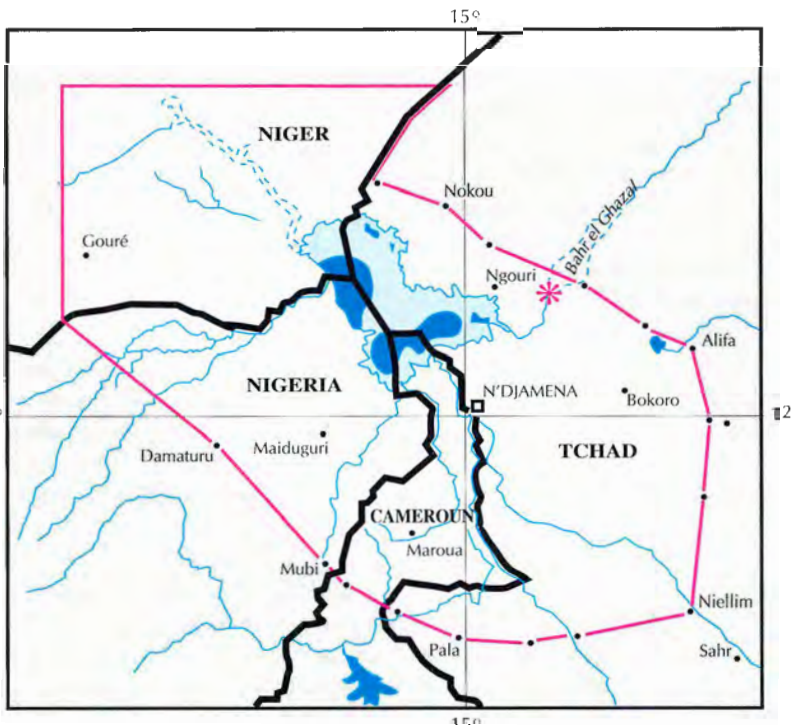 15°
NIGER
Nokou
Bahr el Ghazal
Gouré
Ngouri
Alifa
NIGERIA
N'DJAMENA
Bokoro
Damaturu
Maiduguri
TCHAD
CAMEROUN
Maroua
Mubi
Niellim
Pala
Sahr
15°